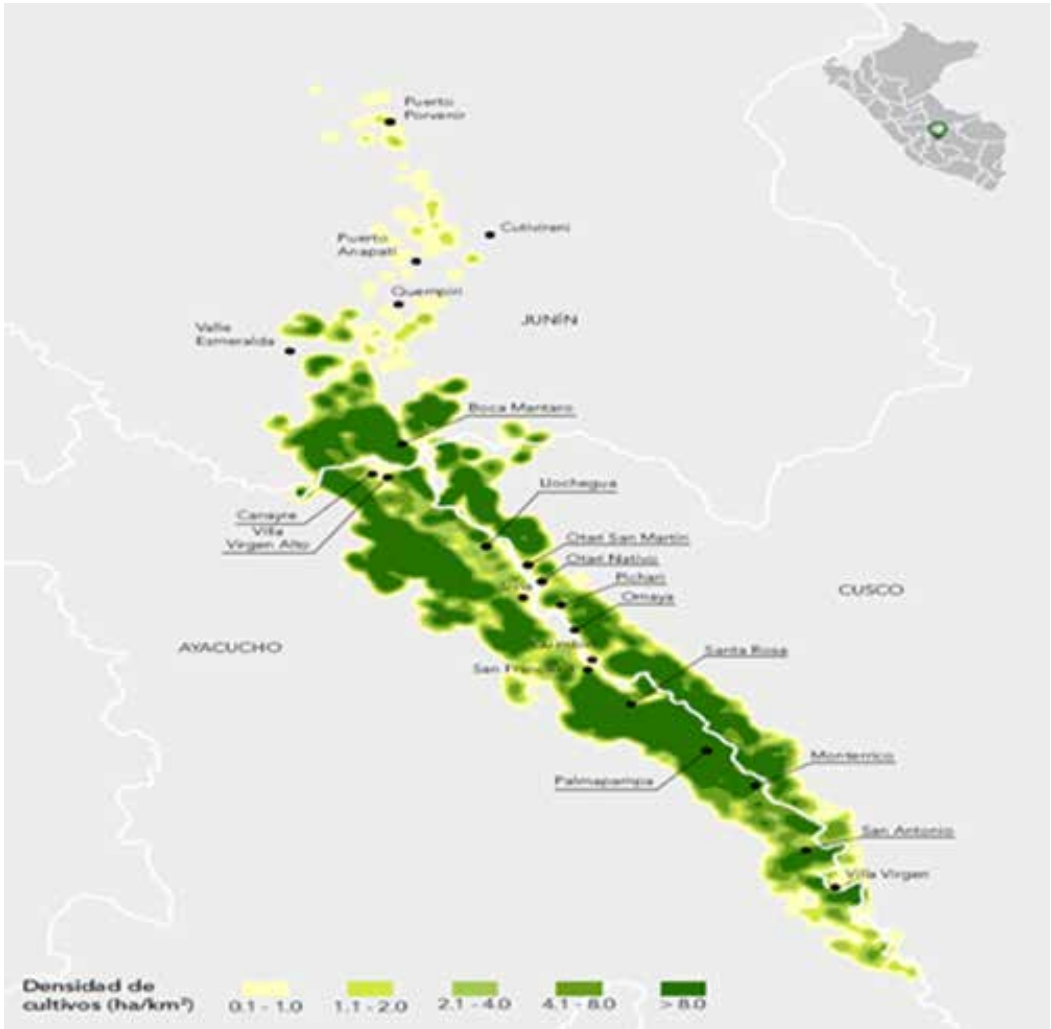 Puerto
Porvenir
Cutivireni
Puerto
Anapati
Quempiri
JUNÍN
Valle
Esmeralda
Boca Mantaro
Llochegua
Canayre
Villa
Virgen Alto
Otari San Martín
Otari Nativo
Pichari
Omaya
CUSCO
AYACUCHO
Santa Rosa
San
Palmapampa
Monterrico
San Antonio
Villa Virgen
Densidad de
cultivos (ha/km²)
0.1 - 1.0
1.1 - 2.0
2.1 - 4.0
4.1 - 8.0
> 8.0